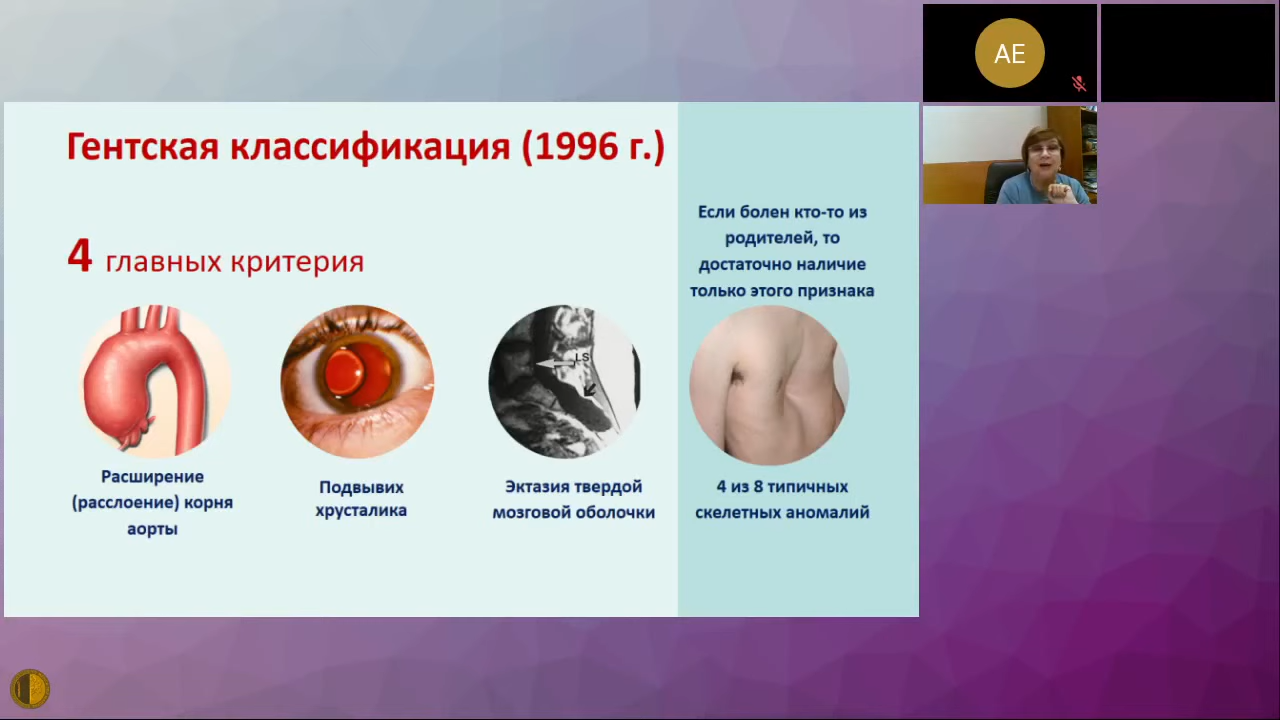 Гентская классификация (1996 г.)
4 главных критерия
Если болен кто-то из
родителей, то
достаточно наличие
только этого признака
LS
Расширение
(расслоение) корня
аорты
Подвывих
хрусталика
Эктазия твердой
мозговой оболочки
4 из 8 типичных
скелетных аномалий
AE